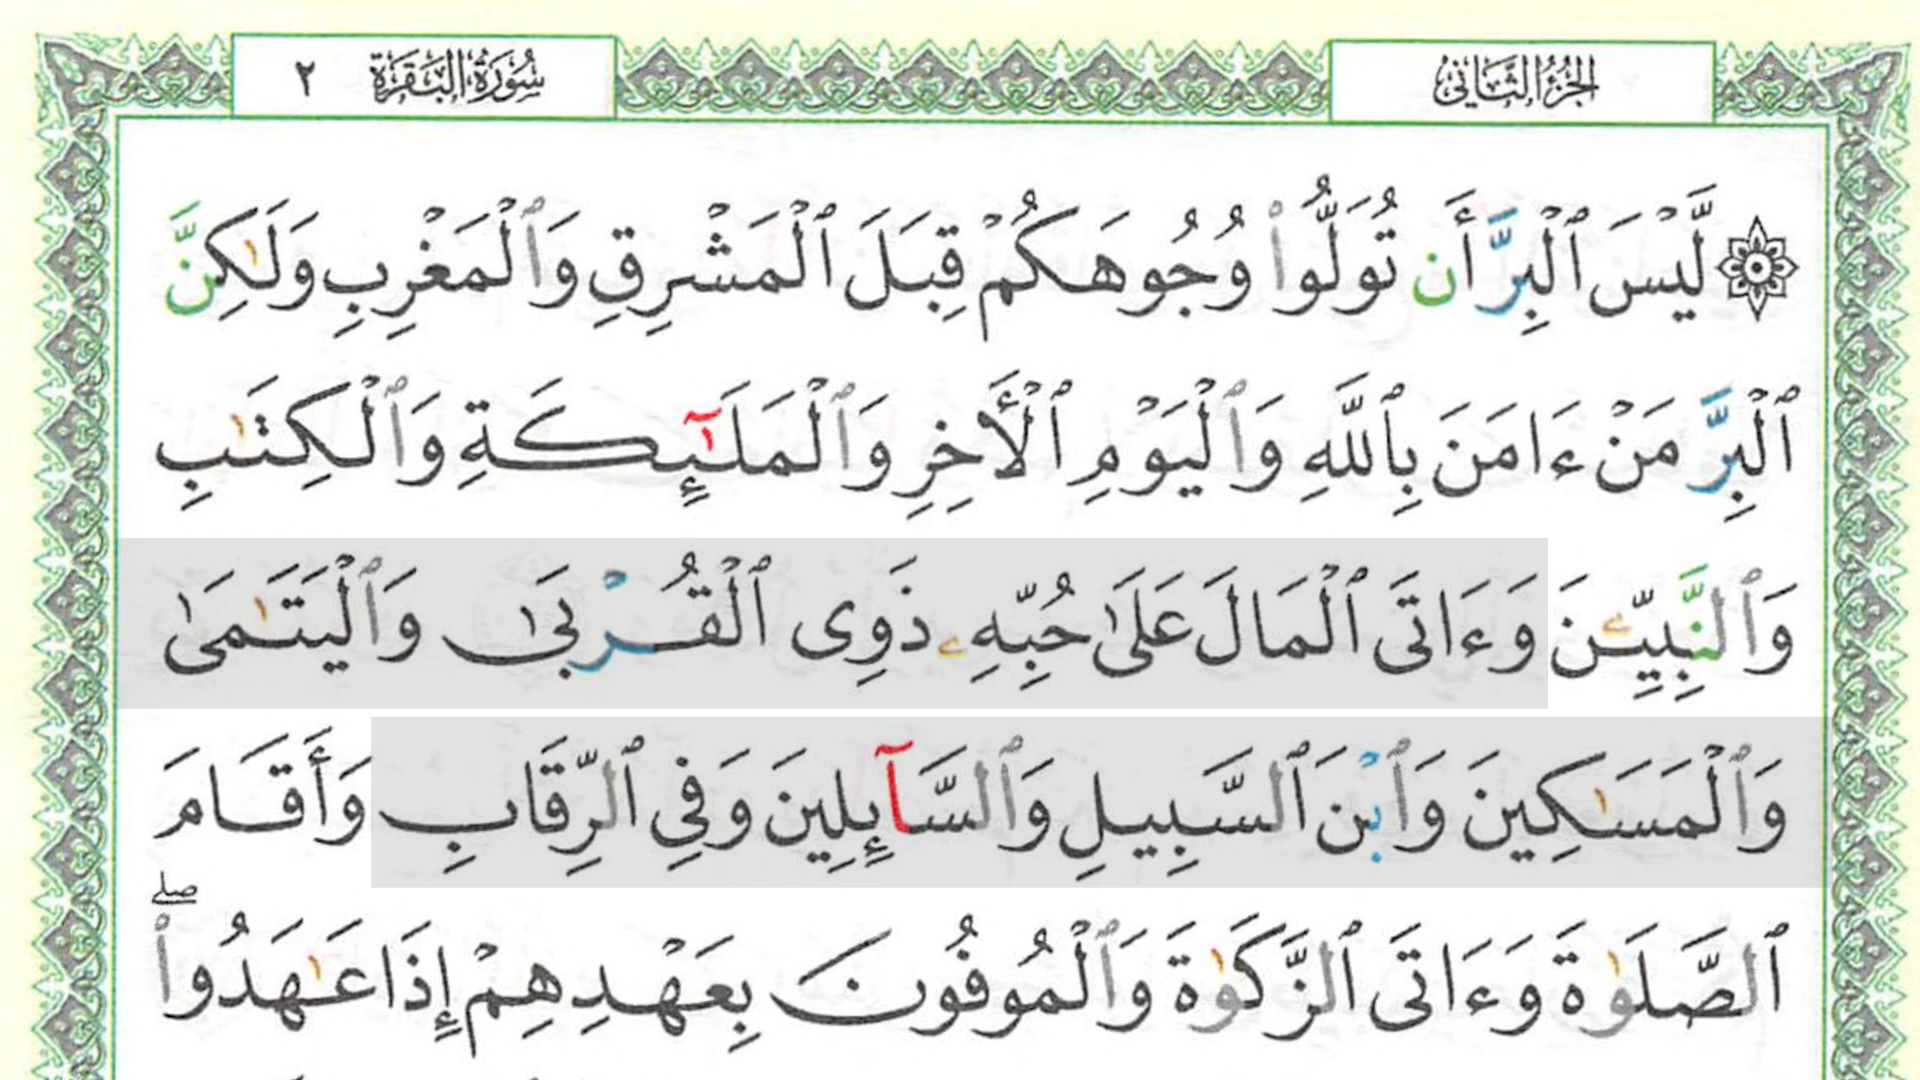 الجزء الثاني
سورة البقرة ٢
۞ لَّيْسَ ٱلْبِرَّ أَن تُوَلُّوا۟ وُجُوهَكُمْ قِبَلَ ٱلْمَشْرِقِ وَٱلْمَغْرِبِ وَلَـٰكِنَّ
ٱلْبِرَّ مَنْ ءَامَنَ بِٱللَّهِ وَٱلْيَوْمِ ٱلْـَٔاخِرِ وَٱلْمَلَـٰٓئِكَةِ وَٱلْكِتَـٰبِ
وَٱلنَّبِيِّـۧنَ وَءَاتَى ٱلْمَالَ عَلَىٰ حُبِّهِۦ ذَوِى ٱلْقُرْبَىٰ وَٱلْيَتَـٰمَىٰ
وَٱلْمَسَـٰكِينَ وَٱبْنَ ٱلسَّبِيلِ وَٱلسَّآئِلِينَ وَفِى ٱلرِّقَابِ وَأَقَامَ
ٱلصَّلَوٰةَ وَءَاتَى ٱلزَّكَوٰةَ وَٱلْمُوفُونَ بِعَهْدِهِمْ إِذَا عَـٰهَدُوا۟ ۖ